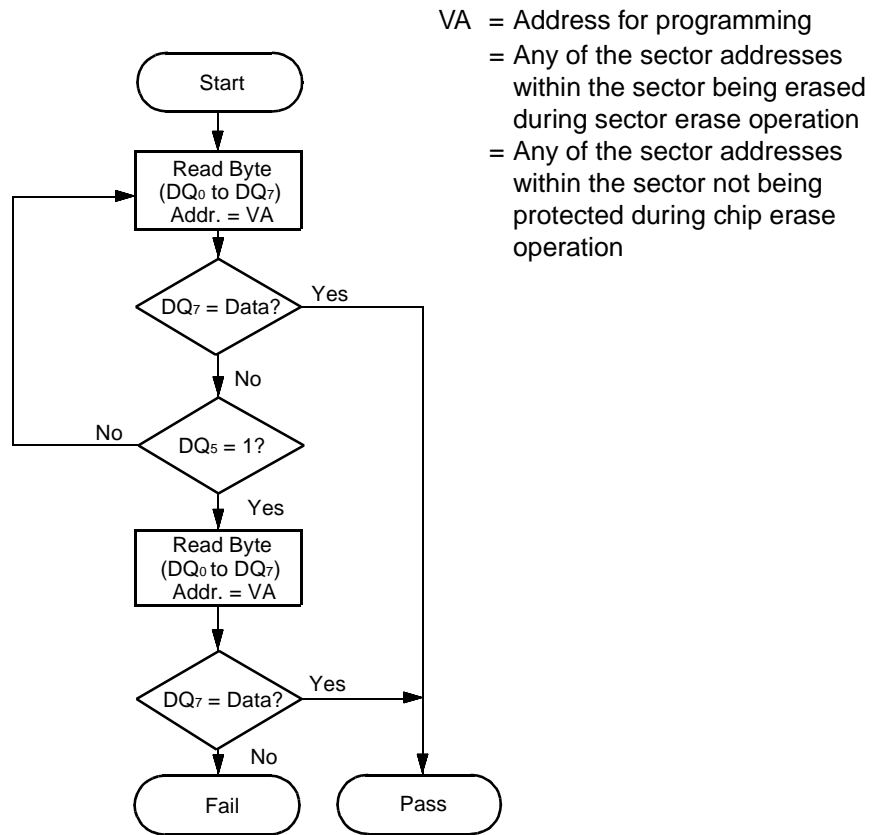 VA = Address for programming
= Any of the sector addresses
within the sector being erased
during sector erase operation
= Any of the sector addresses
within the sector not being
protected during chip erase
operation
Start
Read Byte
(DQ0 to DQ7)
Addr. = VA
DQ7 = Data?
Yes
No
DQ5 = 1?
No
Yes
Read Byte
(DQ0 to DQ7)
Addr. = VA
DQ7 = Data?
Yes
No
Fail
Pass